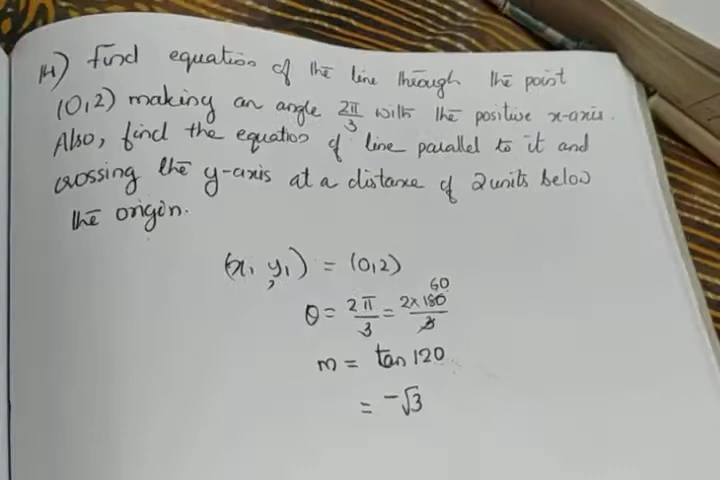 14) Find equation of the line through the point
(0,2) making an angle 2π/3 with the positive x-axis.
Also, find the equation of line parallel to it and
crossing the y-axis at a distance of 2 units below
the origin.
(x₁, y₁) = (0,2)
θ = 2π/3 = 2×180/3 60
m = tan 120
= -√3